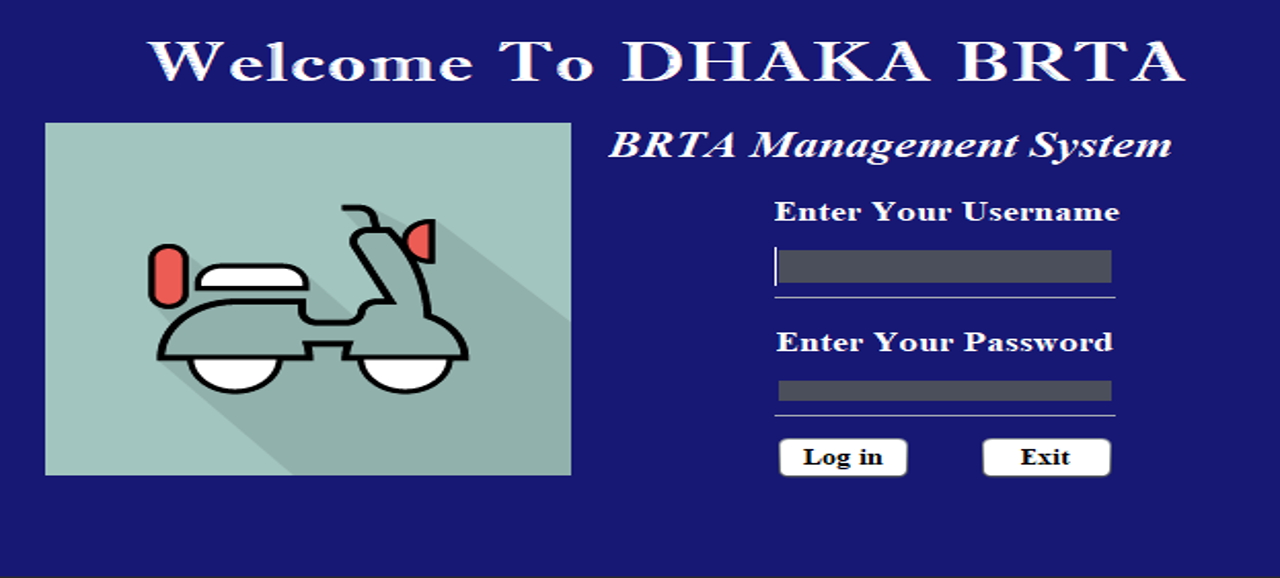 Welcome To DHAKA BRTA
BRTA Management System
Enter Your Username
Enter Your Password
Log in
Exit